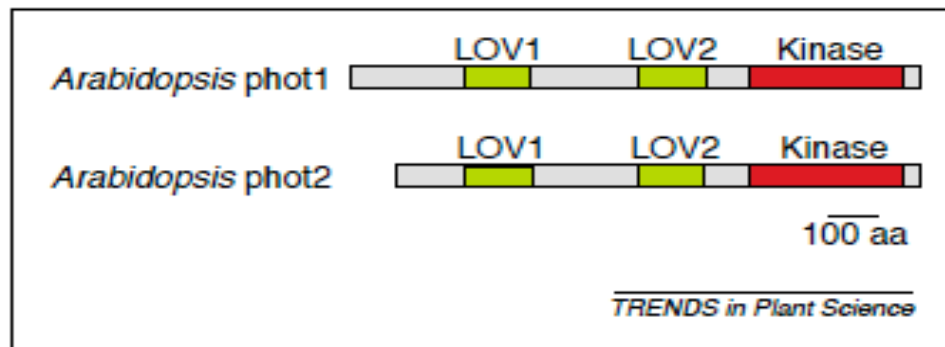 LOV1 LOV2 Kinase
Arabidopsis phot1
LOV1 LOV2 Kinase
Arabidopsis phot2
100 aa
TRENDS in Plant Science